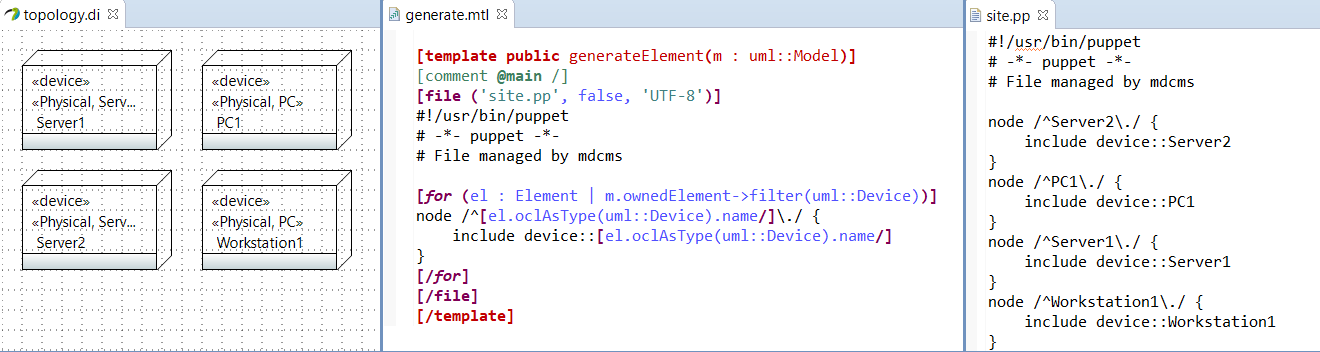 topology.di
«device»
«Physical, Serv...
Server1
«device»
«Physical, PC»
PC1
«device»
«Physical, Serv...
Server2
«device»
«Physical, PC»
Workstation1
generate.mtl
[template public generateElement(m : uml::Model)]
[comment @main /]
[file ('site.pp', false, 'UTF-8')]
#!/usr/bin/puppet
# -*- puppet -*-
# File managed by mdcms
[for (el : Element | m.ownedElement->filter(uml::Device))]
node /^[el.oclAsType(uml::Device).name/]\./ {
    include device::[el.oclAsType(uml::Device).name/]
}
[/for]
[/file]
[/template]
site.pp
#!/usr/bin/puppet
# -*- puppet -*-
# File managed by mdcms
node /^Server2\./ {
    include device::Server2
}
node /^PC1\./ {
    include device::PC1
}
node /^Server1\./ {
    include device::Server1
}
node /^Workstation1\./ {
    include device::Workstation1
}